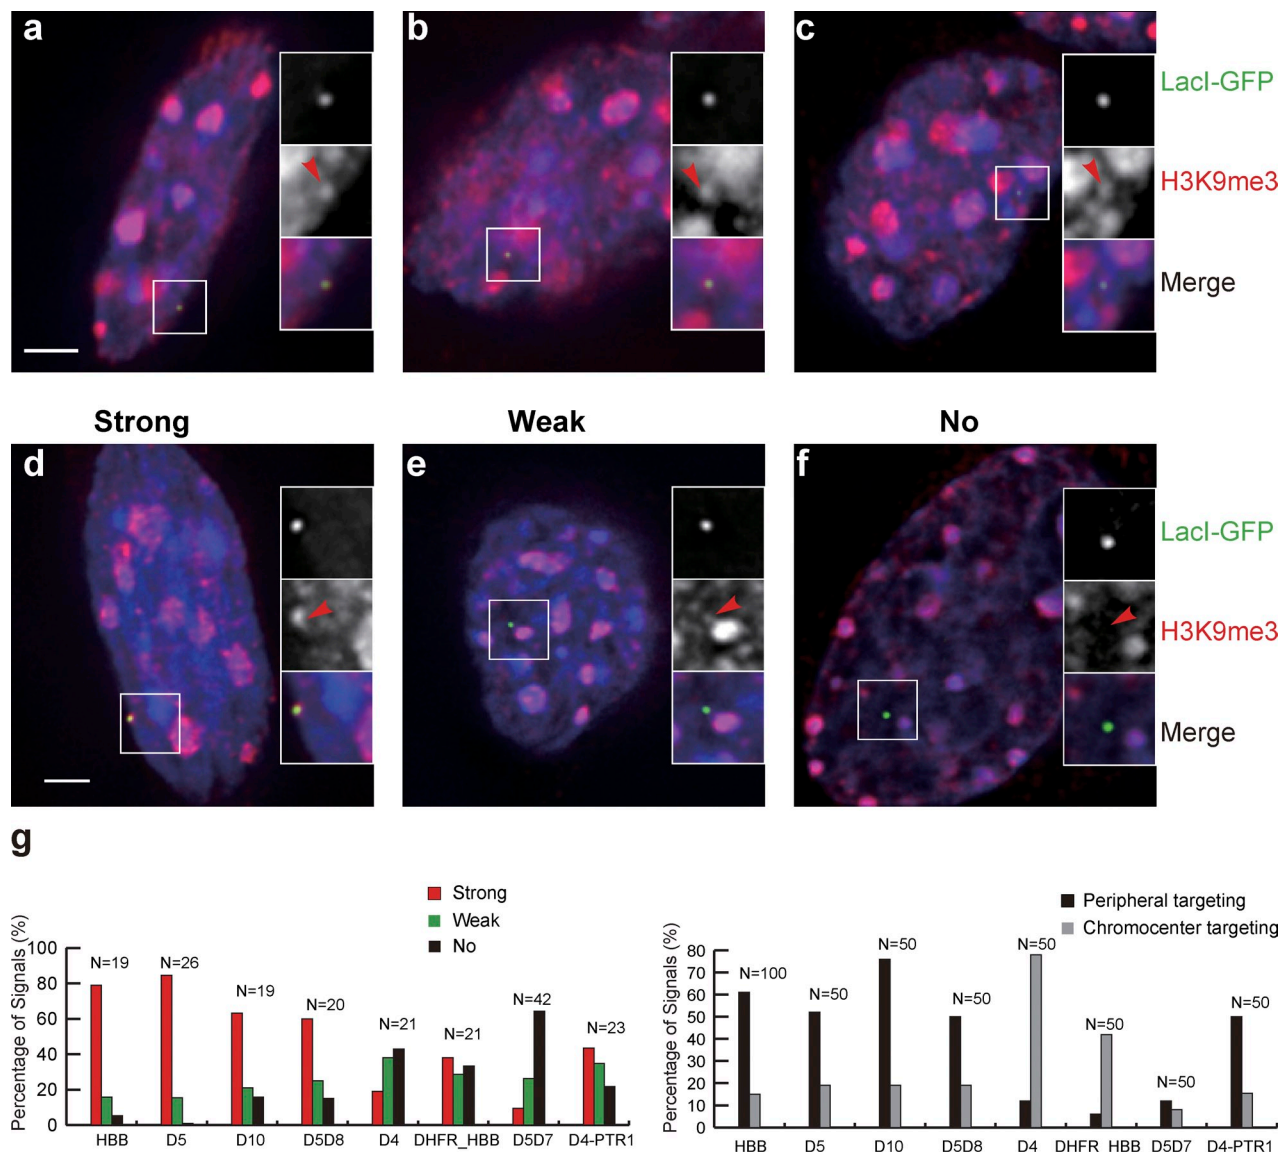 a
b
c
LacI-GFP
H3K9me3
Merge
Strong
Weak
No
d
e
f
LacI-GFP
H3K9me3
Merge
g
Strong
Weak
No
Percentage of Signals (%)
100
80
60
40
20
0
N=19
N=26
N=19
N=20
N=21
N=21
N=42
N=23
HBB D5 D10 D5D8 D4 DHFR_HBB D5D7 D4-PTR1
Peripheral targeting
Chromocenter targeting
Percentage of Signals (%)
80
70
60
50
40
30
20
10
0
N=100
N=50
N=50
N=50
N=50
N=50
N=50
N=50
HBB D5 D10 D5D8 D4 DHFR_HBB D5D7 D4-PTR1